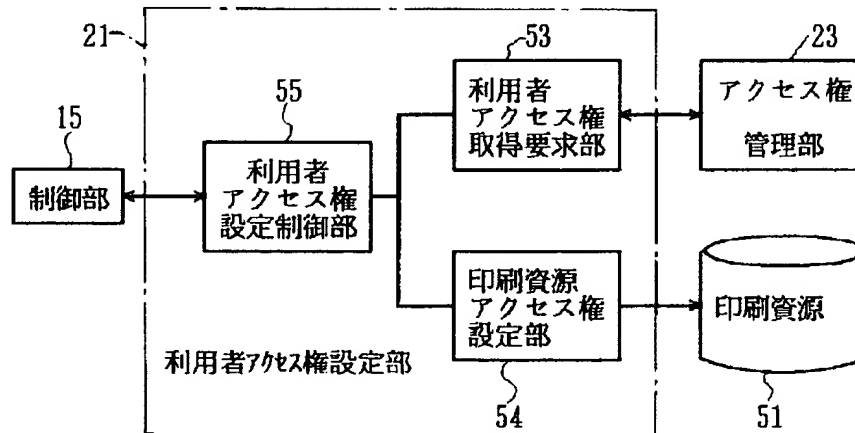 21
53
23
利用者
アクセス権
取得要求部
アクセス権
管理部
55
15
制御部
利用者
アクセス権
設定制御部
印刷資源
アクセス権
設定部
印刷資源
利用者アクセス権設定部
54
51